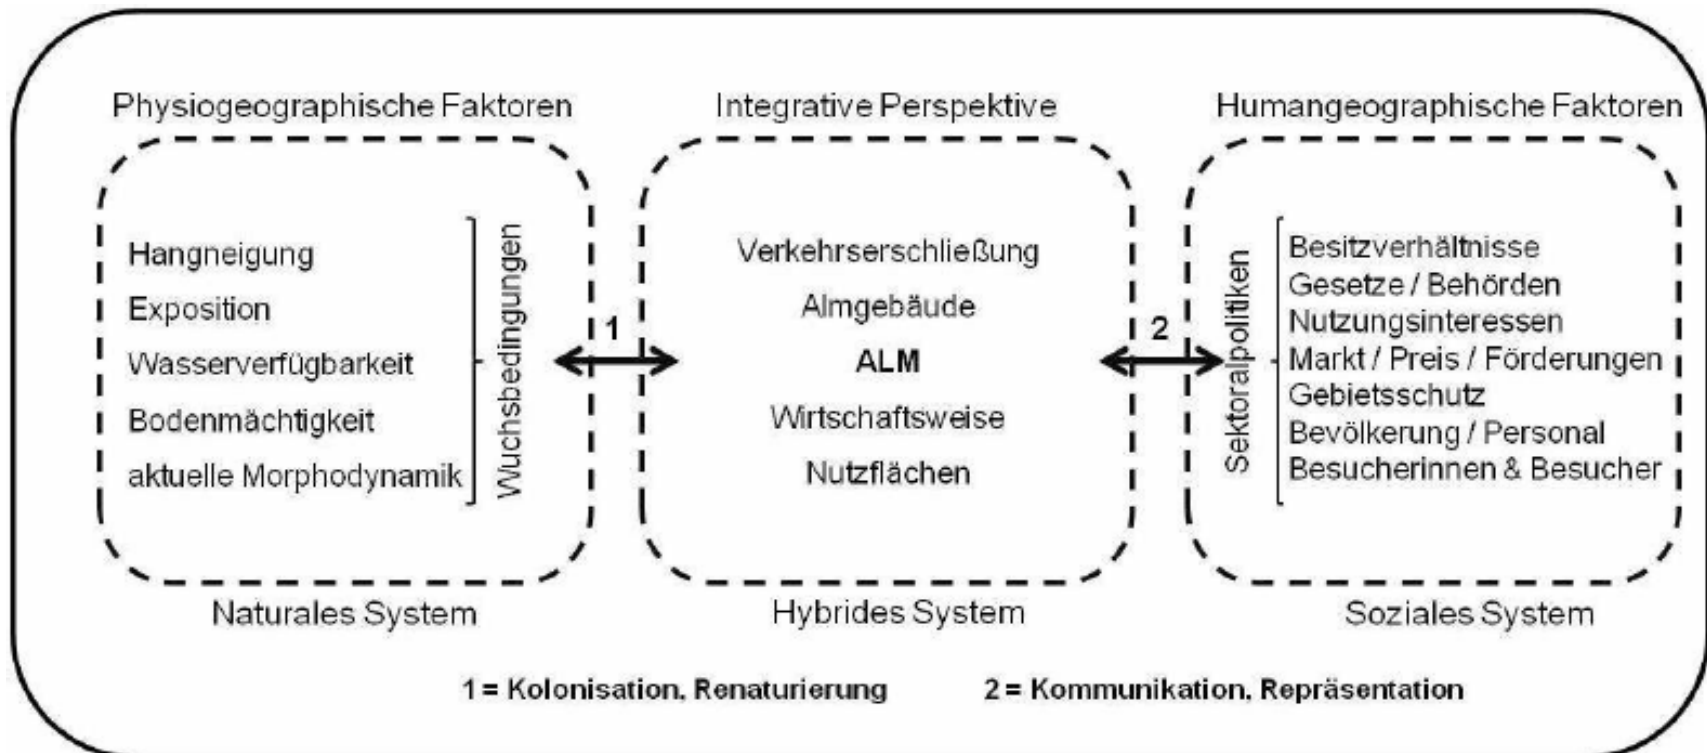 Physiogeographische Faktoren
Hangneigung
Exposition
Wasserverfügbarkeit
Bodenmächtigkeit
aktuelle Morphodynamik
Wuchsbedingungen
Naturales System
1
Integrative Perspektive
Verkehrserschließung
Almgebäude
ALM
Wirtschaftsweise
Nutzflächen
Hybrides System
2
Humangeographische Faktoren
Sektoralpolitiken
Besitzverhältnisse
Gesetze / Behörden
Nutzungsinteressen
Markt / Preis / Förderungen
Gebietsschutz
Bevölkerung / Personal
Besucherinnen & Besucher
Soziales System
1 = Kolonisation, Renaturierung
2 = Kommunikation, Repräsentation